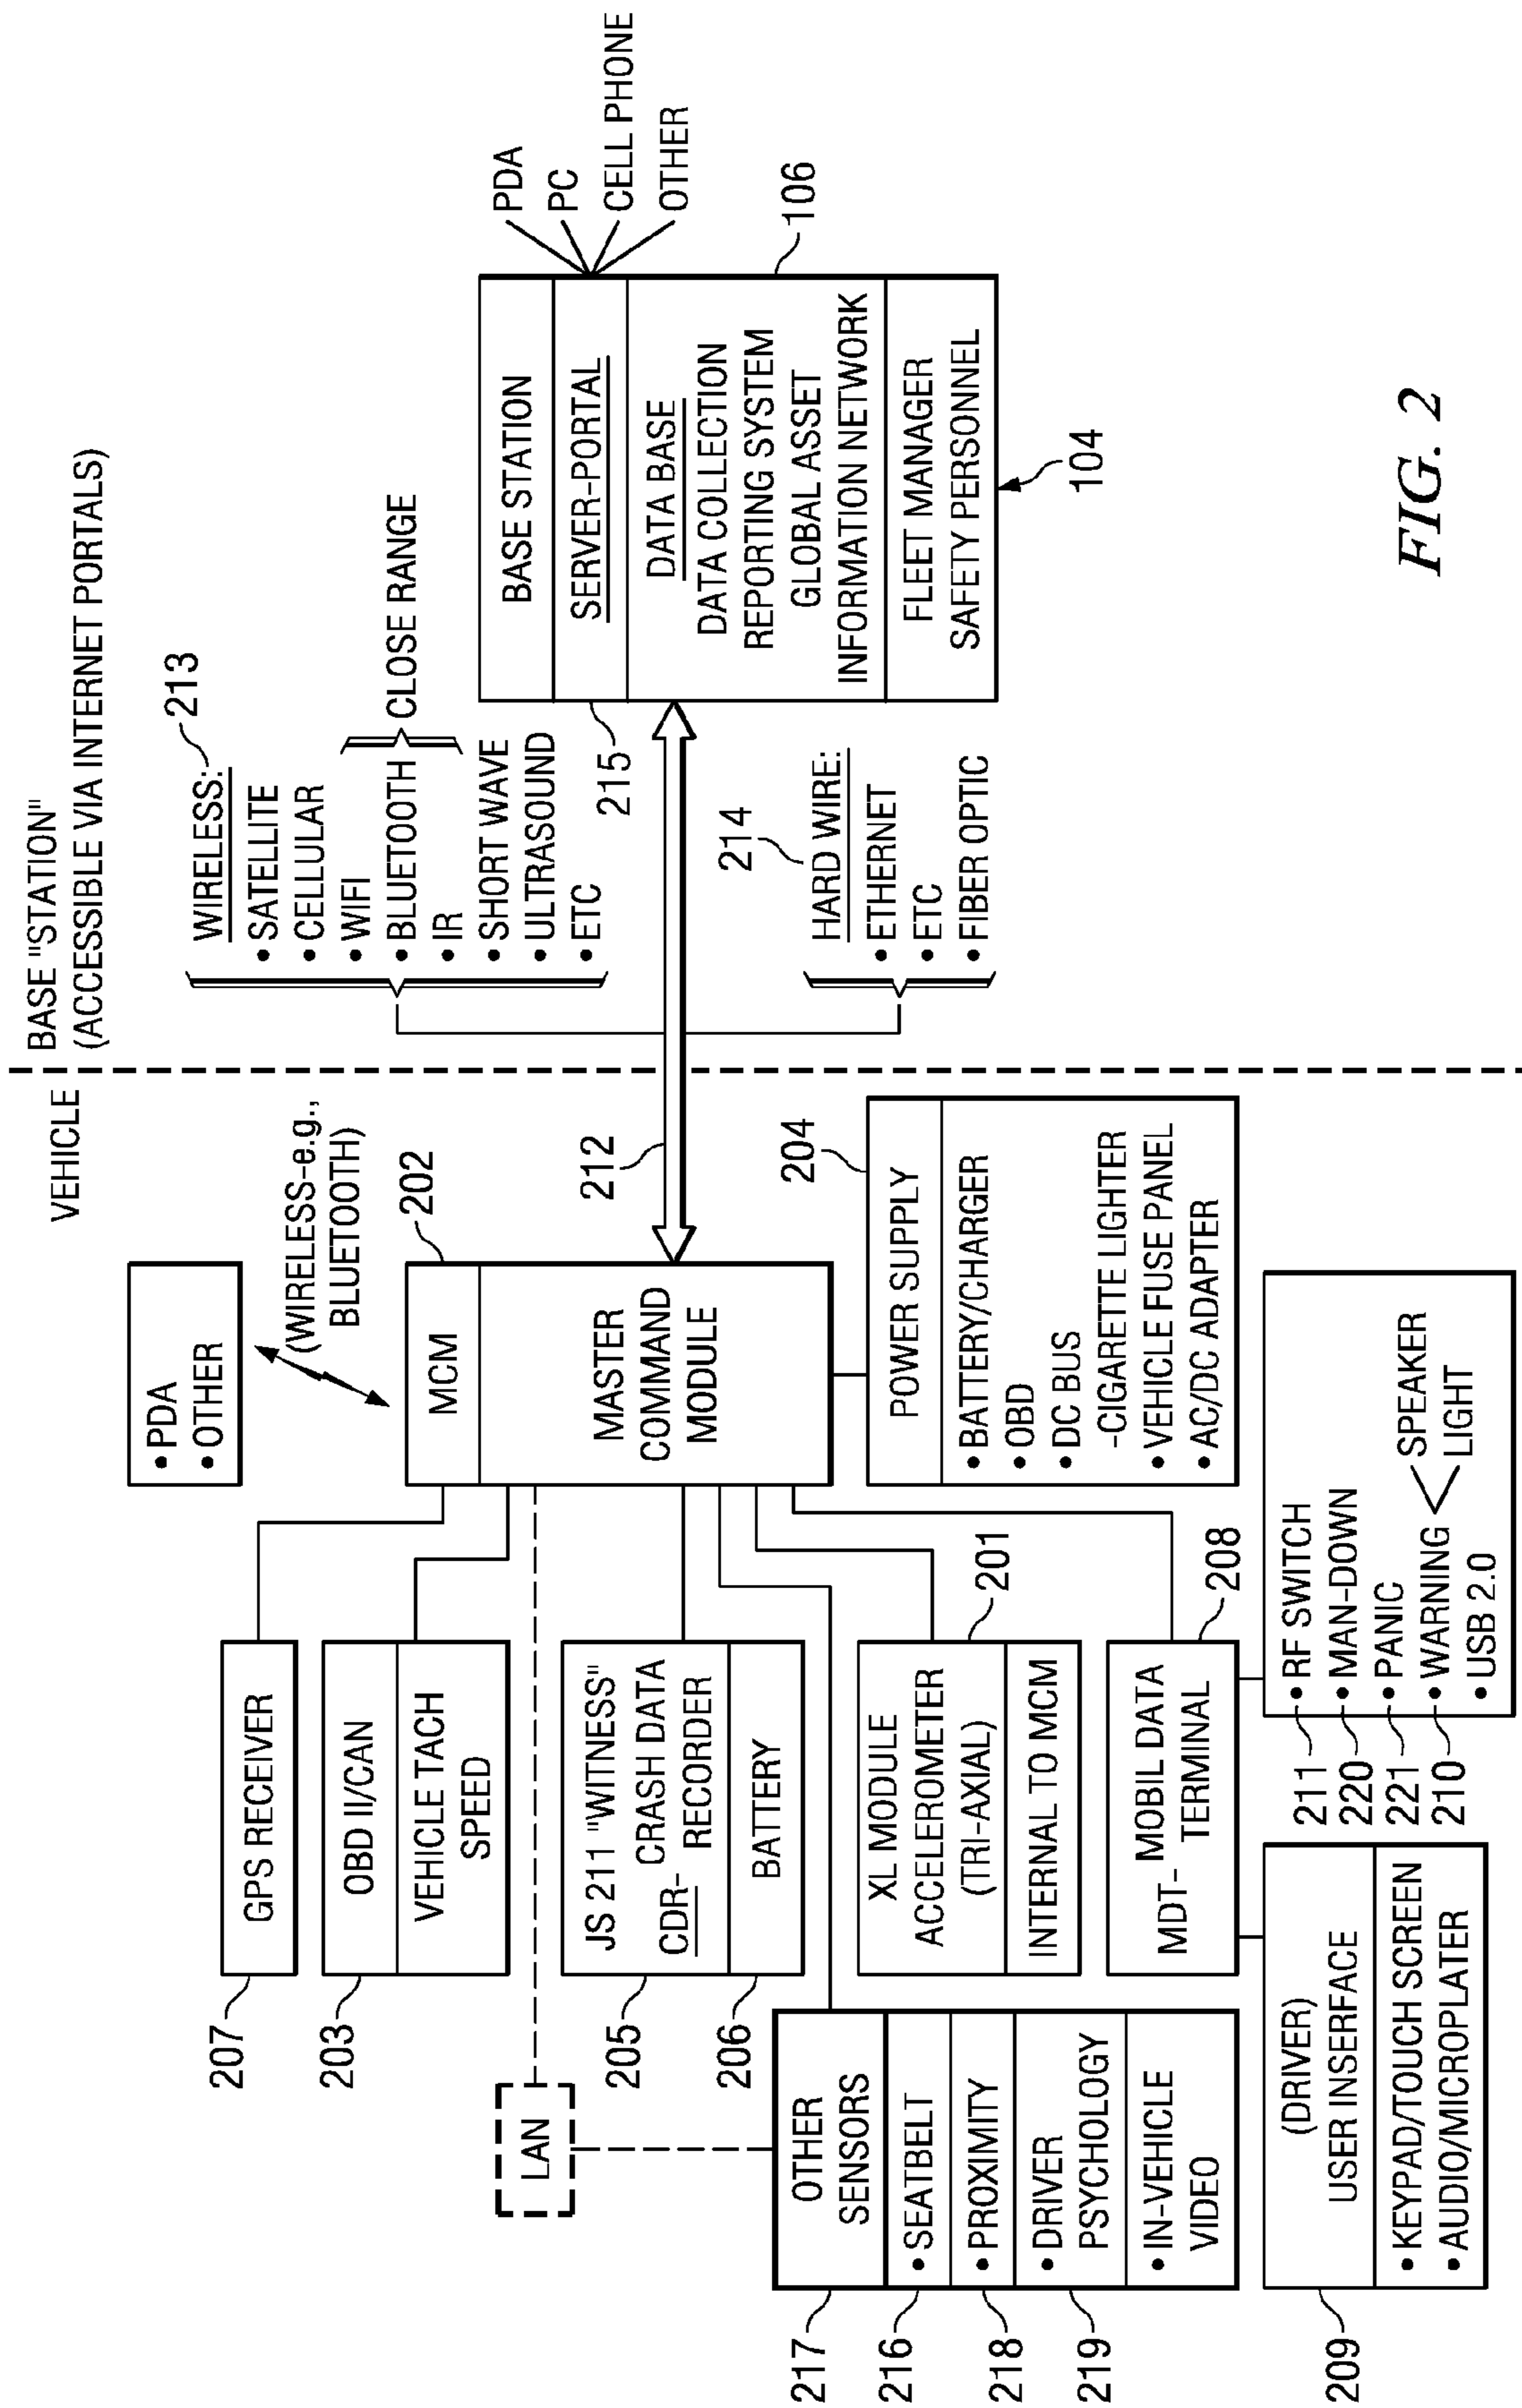 VEHICLE
BASE "STATION"
(ACCESSIBLE VIA INTERNET PORTALS)
• PDA
• OTHER
(WIRELESS-e.g.,
BLUETOOTH)
207
GPS RECEIVER
203
OBD II/CAN
VEHICLE TACH
SPEED
LAN
205
JS 211 "WITNESS"
CRASH DATA
CDR-
RECORDER
206
BATTERY
202
MCM
MASTER
COMMAND
MODULE
212
WIRELESS:
213
• SATELLITE
• CELLULAR
• WIFI
• BLUETOOTH
• IR
CLOSE RANGE
• SHORT WAVE
• ULTRASOUND
• ETC
214
HARD WIRE:
• ETHERNET
• ETC
• FIBER OPTIC
BASE STATION
215
SERVER-PORTAL
PDA
PC
CELL PHONE
OTHER
106
DATA BASE
DATA COLLECTION
REPORTING SYSTEM
GLOBAL ASSET
INFORMATION NETWORK
FLEET MANAGER
SAFETY PERSONNEL
104
217
OTHER
SENSORS
216
• SEATBELT
218
• PROXIMITY
219
• DRIVER
PSYCHOLOGY
• IN-VEHICLE
VIDEO
201
XL MODULE
ACCELEROMETER
(TRI-AXIAL)
INTERNAL TO MCM
204
POWER SUPPLY
• BATTERY/CHARGER
• OBD
• DC BUS
-CIGARETTE LIGHTER
• VEHICLE FUSE PANEL
• AC/DC ADAPTER
208
MDT-
MOBIL DATA
TERMINAL
209
(DRIVER)
USER INSERFACE
• KEYPAD/TOUCH SCREEN
• AUDIO/MICROPLATER
211
• RF SWITCH
220
• MAN-DOWN
221
• PANIC
210
• WARNING
SPEAKER
LIGHT
• USB 2.0
FIG. 2